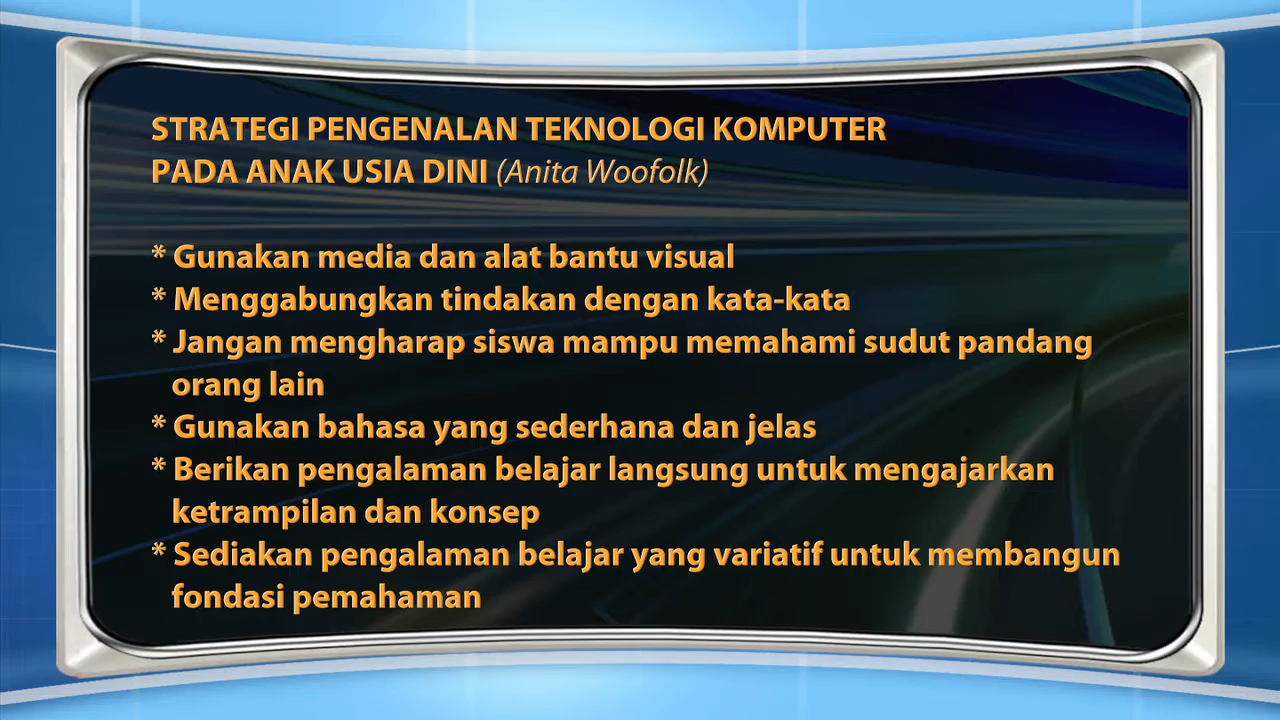 STRATEGI PENGENALAN TEKNOLOGI KOMPUTER
PADA ANAK USIA DINI (Anita Woofolk)
* Gunakan media dan alat bantu visual
* Menggabungkan tindakan dengan kata-kata
* Jangan mengharap siswa mampu memahami sudut pandang
orang lain
* Gunakan bahasa yang sederhana dan jelas
* Berikan pengalaman belajar langsung untuk mengajarkan
ketrampilan dan konsep
* Sediakan pengalaman belajar yang variatif untuk membangun
fondasi pemahaman